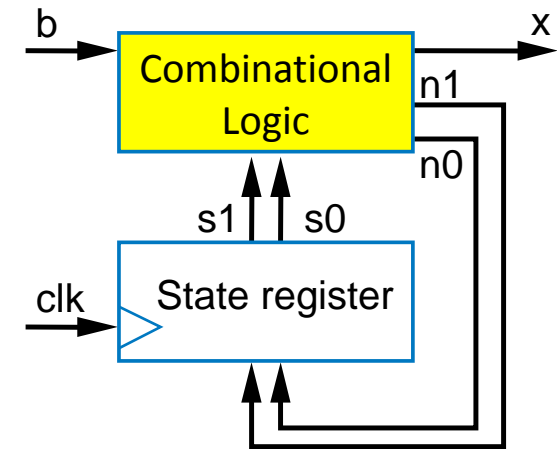 b
x
Combinational
Logic
n1
n0
s1
s0
clk
State register